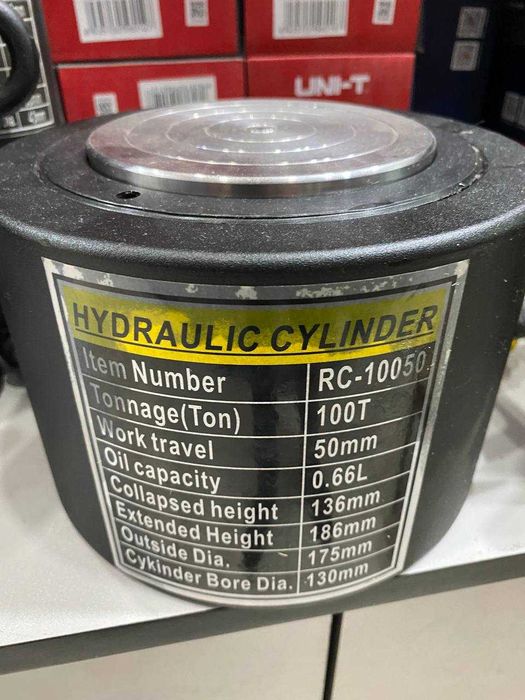 UNI-T
HYDRAULIC CYLINDER
Item Number RC-10050
Tonnage(Ton) 100T
Work travel 50mm
Oil capacity 0.66L
Collapsed height 136mm
Extended Height 186mm
Outside Dia. 175mm
Cykinder Bore Dia. 130mm